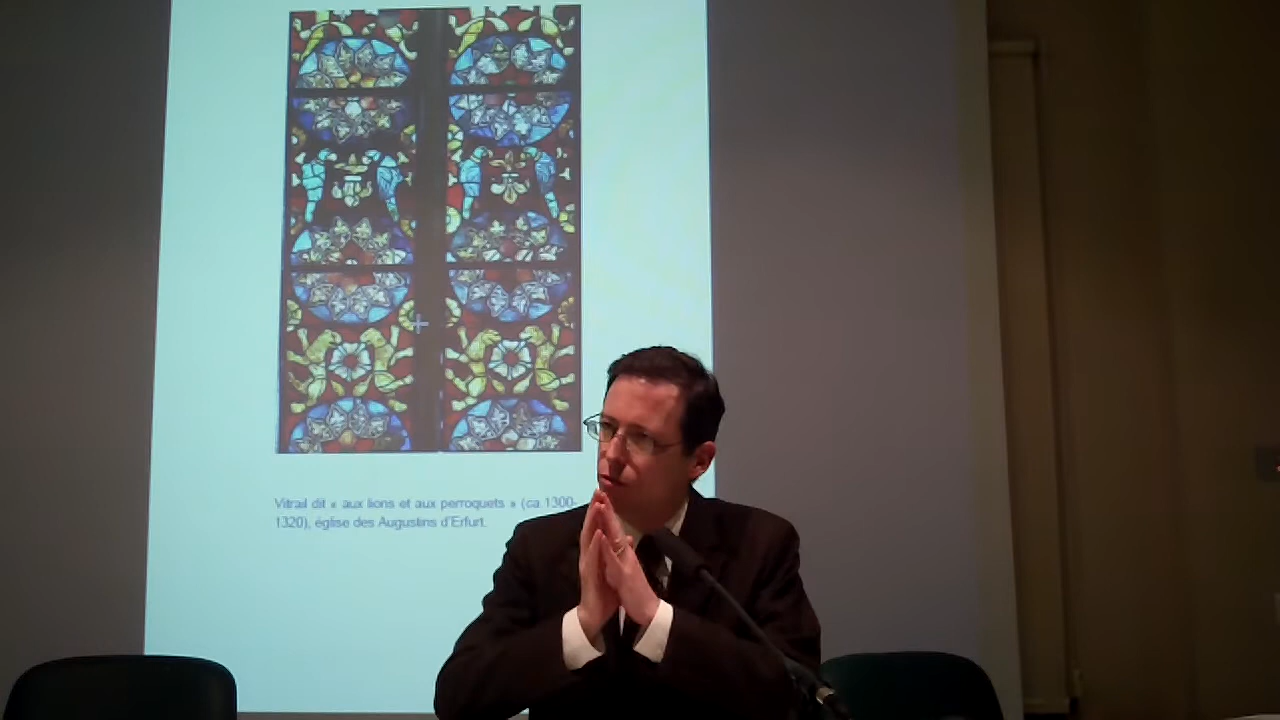 Vitrail dit « aux lions et aux perroquets » (ca 1300-
1320), église des Augustins d'Erfurt.